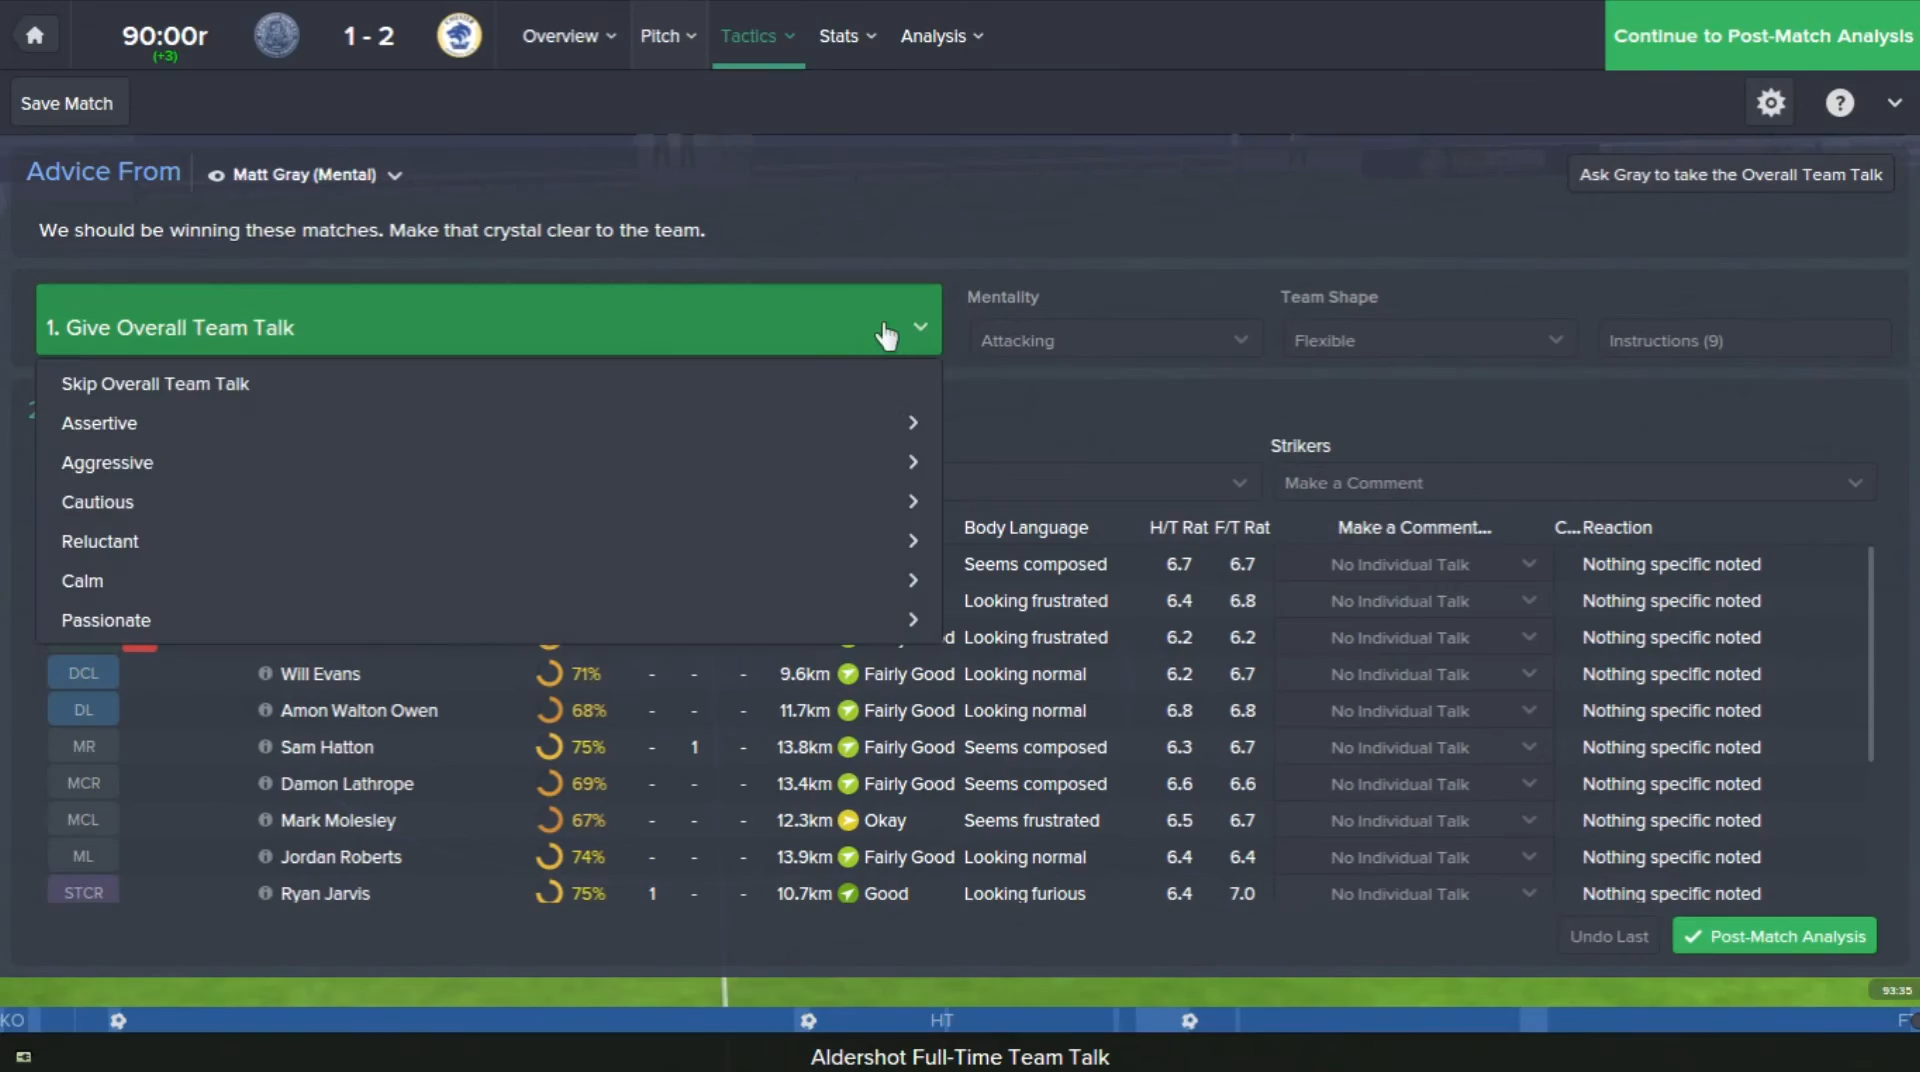 90:00r
(+3)
1 - 2
CHESTER
Overview
Pitch
Tactics
Stats
Analysis
Continue to Post-Match Analysis
Save Match
?
Advice From
Matt Gray (Mental)
Ask Gray to take the Overall Team Talk
We should be winning these matches. Make that crystal clear to the team.
1. Give Overall Team Talk
Mentality
Team Shape
Attacking
Flexible
Instructions (9)
Skip Overall Team Talk
Assertive
Aggressive
Cautious
Reluctant
Calm
Passionate
Strikers
Make a Comment
Body Language H/T Rat F/T Rat Make a Comment... C... Reaction
Seems composed 6.7 6.7 No Individual Talk Nothing specific noted
Looking frustrated 6.4 6.8 No Individual Talk Nothing specific noted
Looking frustrated 6.2 6.2 No Individual Talk Nothing specific noted
DCL Will Evans 71% - - - 9.6km Fairly Good Looking normal 6.2 6.7 No Individual Talk Nothing specific noted
DL Amon Walton Owen 68% - - - 11.7km Fairly Good Looking normal 6.8 6.8 No Individual Talk Nothing specific noted
MR Sam Hatton 75% - 1 - 13.8km Fairly Good Seems composed 6.3 6.7 No Individual Talk Nothing specific noted
MCR Damon Lathrope 69% - - - 13.4km Fairly Good Seems composed 6.6 6.6 No Individual Talk Nothing specific noted
MCL Mark Molesley 67% - - - 12.3km Okay Seems frustrated 6.5 6.7 No Individual Talk Nothing specific noted
ML Jordan Roberts 74% - - - 13.9km Fairly Good Looking normal 6.4 6.4 No Individual Talk Nothing specific noted
STCR Ryan Jarvis 75% 1 - - 10.7km Good Looking furious 6.4 7.0 No Individual Talk Nothing specific noted
Undo Last
Post-Match Analysis
93:35
KO
HT
Aldershot Full-Time Team Talk